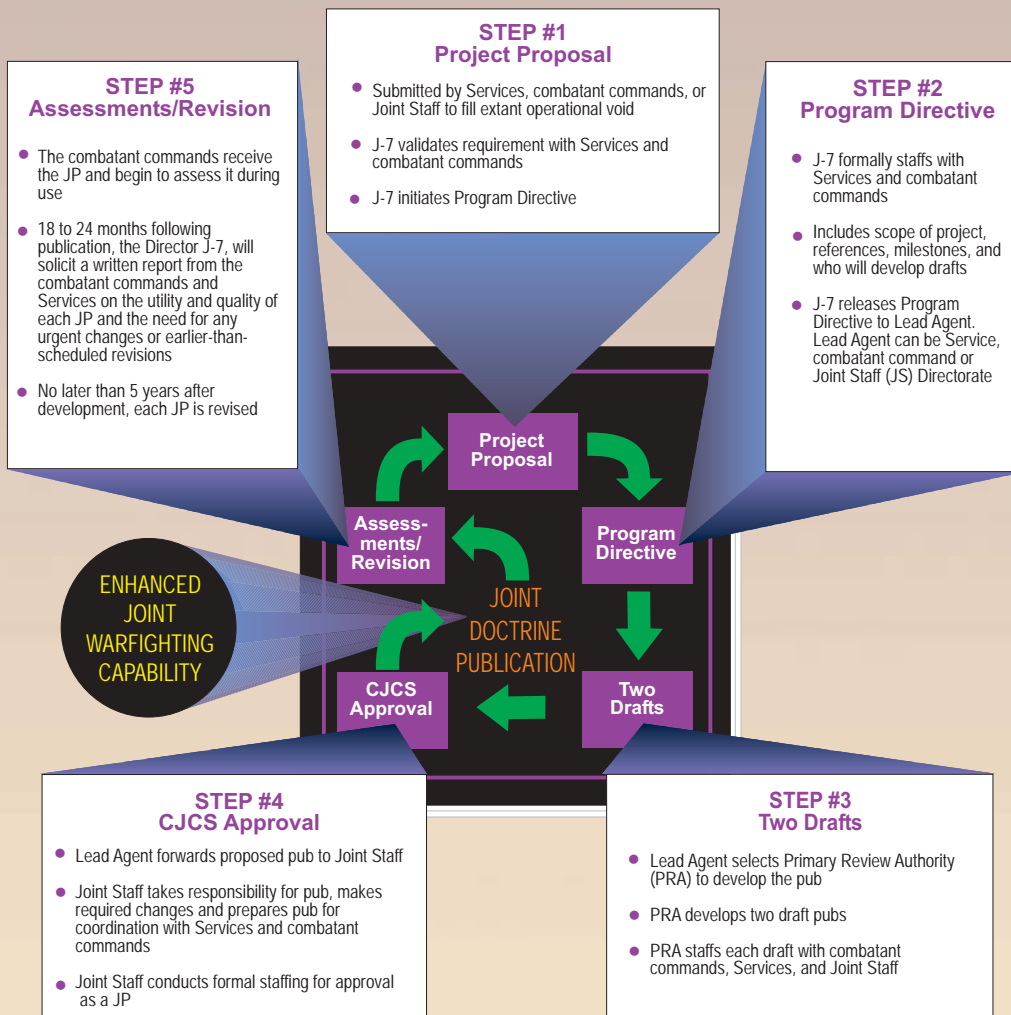 STEP #1
Project Proposal
• Submitted by Services, combatant commands, or
Joint Staff to fill extant operational void
• J-7 validates requirement with Services and
combatant commands
• J-7 initiates Program Directive
STEP #2
Program Directive
• J-7 formally staffs with
Services and combatant
commands
• Includes scope of project,
references, milestones, and
who will develop drafts
• J-7 releases Program
Directive to Lead Agent.
Lead Agent can be Service,
combatant command or
Joint Staff (JS) Directorate
STEP #5
Assessments/Revision
• The combatant commands receive
the JP and begin to assess it during
use
• 18 to 24 months following
publication, the Director J-7, will
solicit a written report from the
combatant commands and
Services on the utility and quality of
each JP and the need for any
urgent changes or earlier-than-
scheduled revisions
• No later than 5 years after
development, each JP is revised
Project
Proposal
Assess-
ments/
Revision
Program
Directive
ENHANCED
JOINT
WARFIGHTING
CAPABILITY
JOINT
DOCTRINE
PUBLICATION
CJCS
Approval
Two
Drafts
STEP #4
CJCS Approval
• Lead Agent forwards proposed pub to Joint Staff
• Joint Staff takes responsibility for pub, makes
required changes and prepares pub for
coordination with Services and combatant
commands
• Joint Staff conducts formal staffing for approval
as a JP
STEP #3
Two Drafts
• Lead Agent selects Primary Review Authority
(PRA) to develop the pub
• PRA develops two draft pubs
• PRA staffs each draft with combatant
commands, Services, and Joint Staff